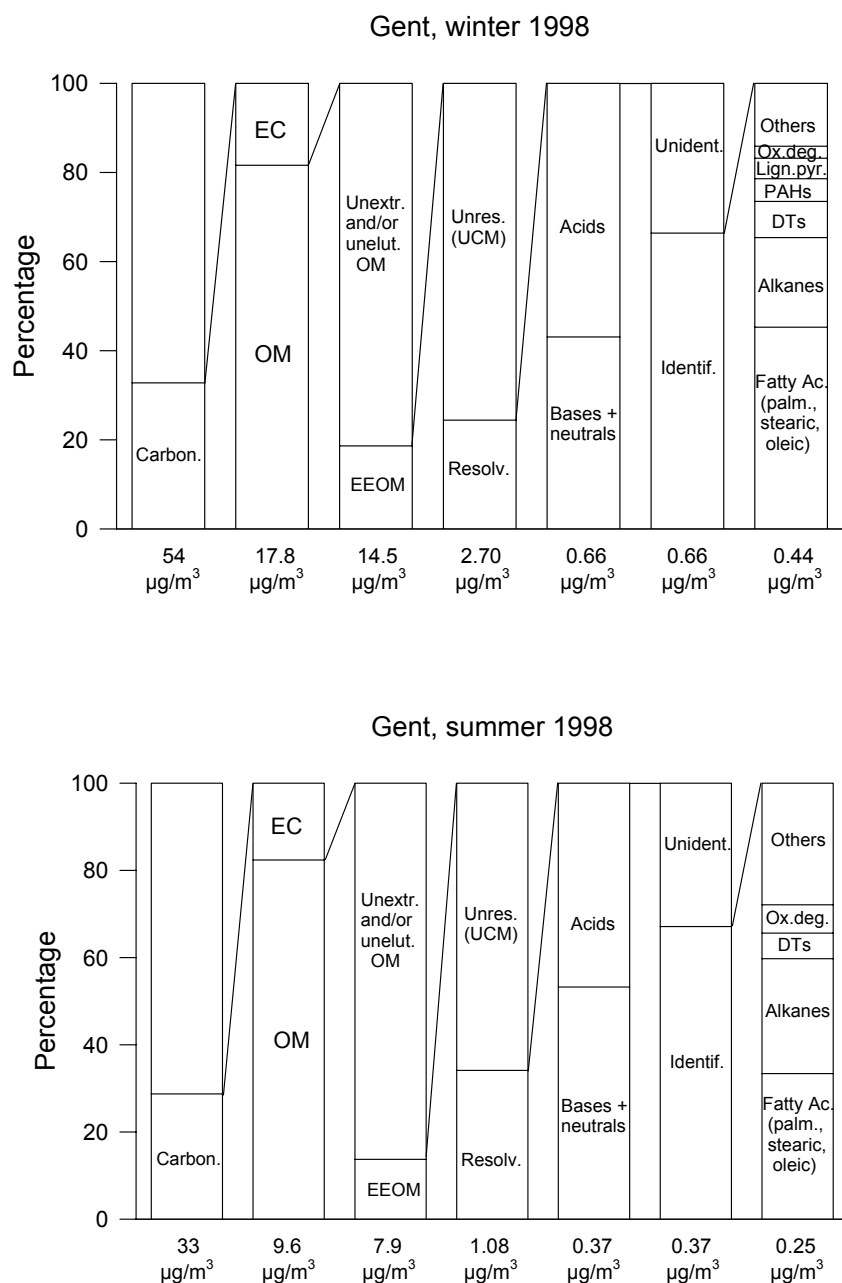 Gent, winter 1998
Percentage
100
80
60
40
20
0
Carbon.
EC
OM
Unextr.
and/or
unelut.
OM
EEOM
Unres.
(UCM)
Resolv.
Acids
Bases +
neutrals
Unident.
Identif.
Others
Ox.deg.
Lign.pyr.
PAHs
DTs
Alkanes
Fatty Ac.
(palm.,
stearic,
oleic)
54 17.8 14.5 2.70 0.66 0.66 0.44
µg/m³ µg/m³ µg/m³ µg/m³ µg/m³ µg/m³ µg/m³
Gent, summer 1998
Percentage
100
80
60
40
20
0
Carbon.
EC
OM
Unextr.
and/or
unelut.
OM
EEOM
Unres.
(UCM)
Resolv.
Acids
Bases +
neutrals
Unident.
Identif.
Others
Ox.deg.
DTs
Alkanes
Fatty Ac.
(palm.,
stearic,
oleic)
33 9.6 7.9 1.08 0.37 0.37 0.25
µg/m³ µg/m³ µg/m³ µg/m³ µg/m³ µg/m³ µg/m³